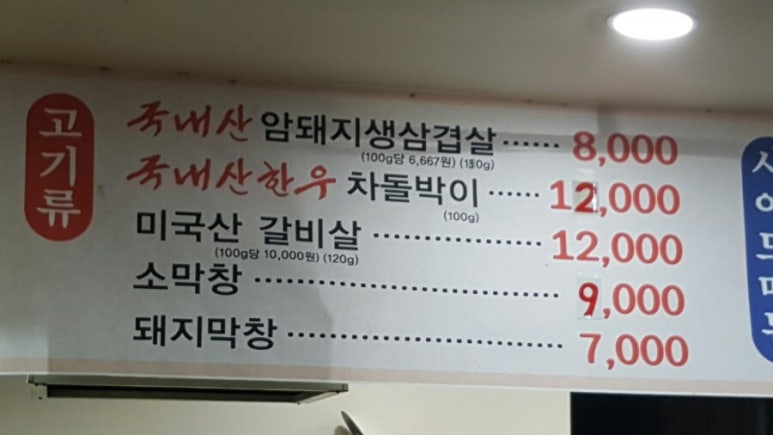 고기류
국내산 암돼지생삼겹살 ······ 8,000
(100g당 6,667원) (130g)
국내산한우 차돌박이 ······ 12,000
(100g)
미국산 갈비살 ················ 12,000
(100g당 10,000원) (120g)
소막창 ····························· 9,000
돼지막창 ························· 7,000